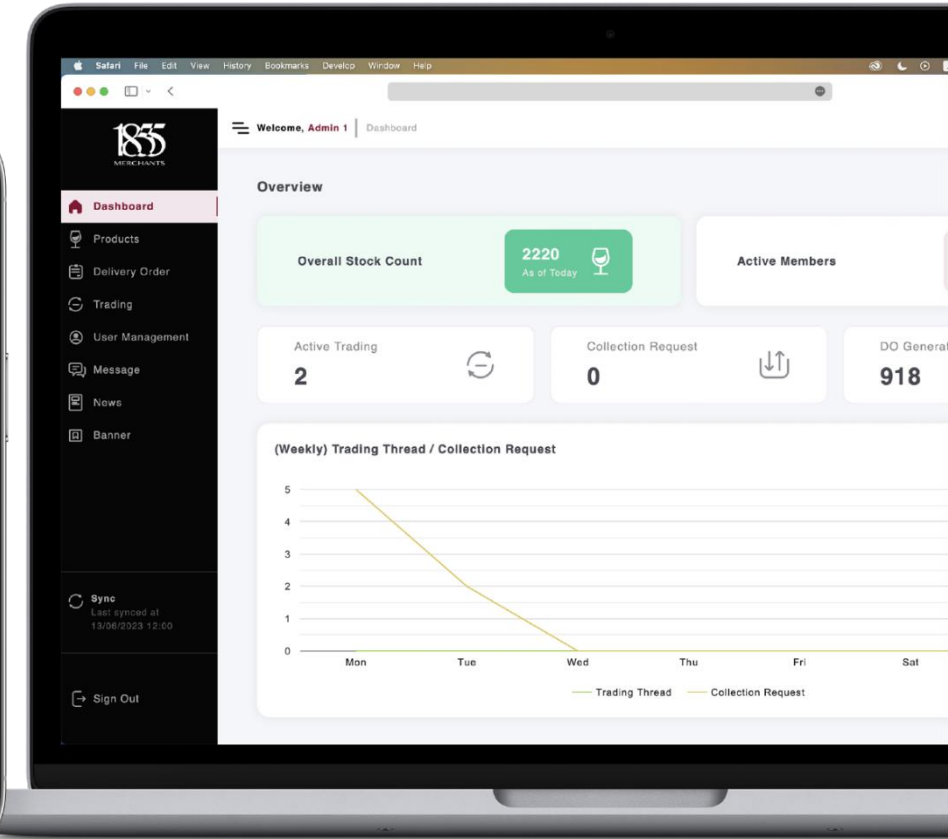 Safari File Edit View History Bookmarks Develop Window Help
1855
MERCHANTS
Welcome, Admin 1 Dashboard
Dashboard
Products
Delivery Order
Trading
User Management
Message
News
Banner
Sync
Last synced at
13/06/2023 12:00
Sign Out
Overview
Overall Stock Count
2220
As of Today
Active Members
Active Trading
2
Collection Request
0
DO Generat
918
(Weekly) Trading Thread / Collection Request
5
4
3
2
1
0
Mon Tue Wed Thu Fri Sat
Trading Thread Collection Request